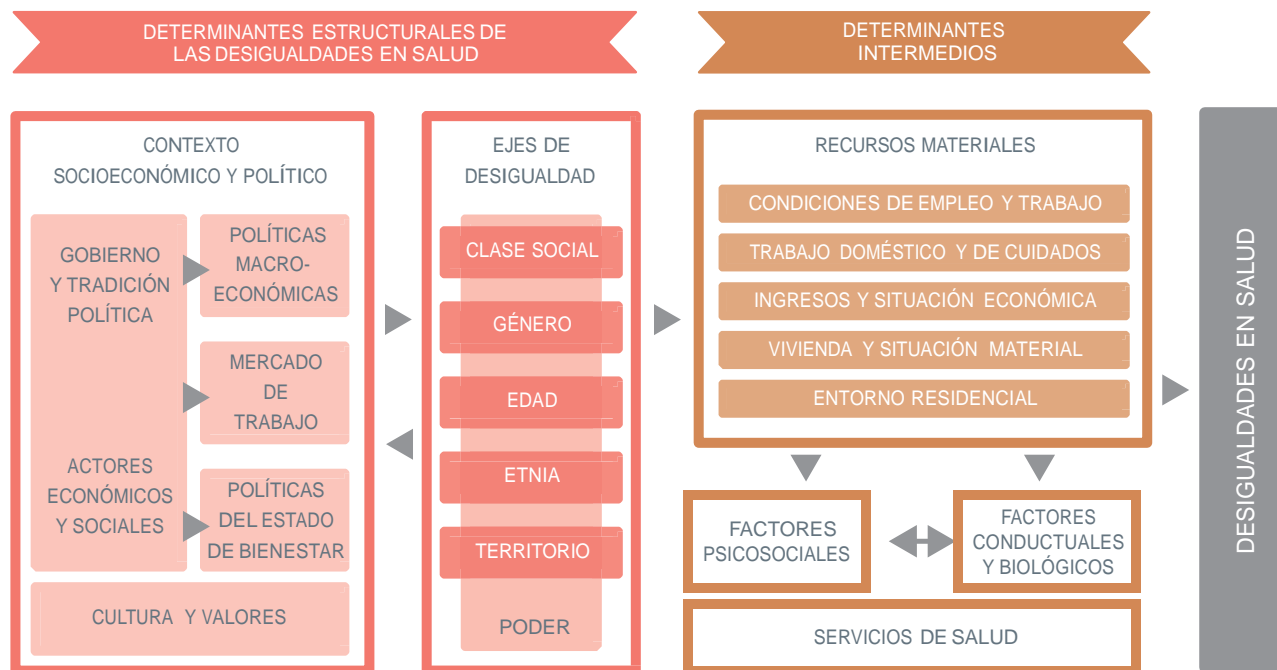 DETERMINANTES ESTRUCTURALES DE
LAS DESIGUALDADES EN SALUD
DETERMINANTES
INTERMEDIOS
CONTEXTO
SOCIOECONÓMICO Y POLÍTICO
GOBIERNO
Y TRADICIÓN
POLÍTICA
ACTORES
ECONÓMICOS
Y SOCIALES
POLÍTICAS
MACRO-
ECONÓMICAS
MERCADO
DE
TRABAJO
POLÍTICAS
DEL ESTADO
DE BIENESTAR
CULTURA Y VALORES
EJES DE
DESIGUALDAD
CLASE SOCIAL
GÉNERO
EDAD
ETNIA
TERRITORIO
PODER
RECURSOS MATERIALES
CONDICIONES DE EMPLEO Y TRABAJO
TRABAJO DOMÉSTICO Y DE CUIDADOS
INGRESOS Y SITUACIÓN ECONÓMICA
VIVIENDA Y SITUACIÓN MATERIAL
ENTORNO RESIDENCIAL
FACTORES
PSICOSOCIALES
FACTORES
CONDUCTUALES
Y BIOLÓGICOS
SERVICIOS DE SALUD
DESIGUALDADES EN SALUD